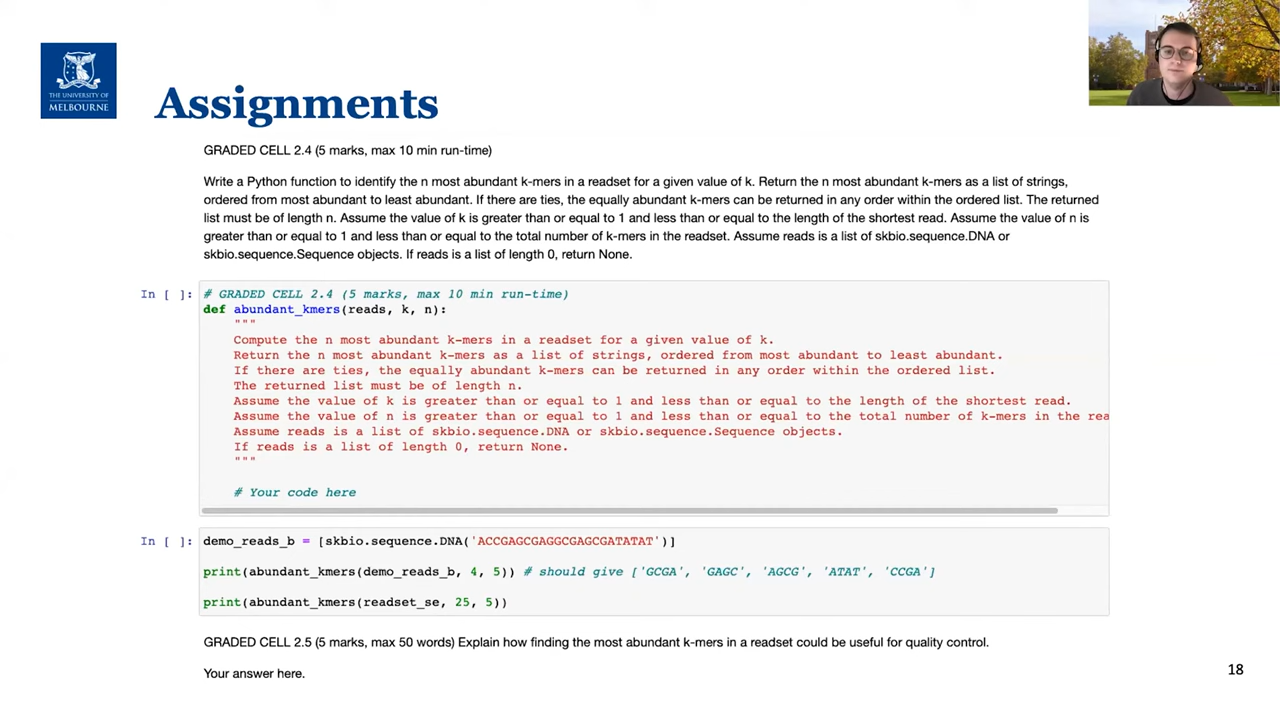 THE UNIVERSITY OF
MELBOURNE
Assignments
GRADED CELL 2.4 (5 marks, max 10 min run-time)
Write a Python function to identify the n most abundant k-mers in a readset for a given value of k. Return the n most abundant k-mers as a list of strings,
ordered from most abundant to least abundant. If there are ties, the equally abundant k-mers can be returned in any order within the ordered list. The returned
list must be of length n. Assume the value of k is greater than or equal to 1 and less than or equal to the length of the shortest read. Assume the value of n is
greater than or equal to 1 and less than or equal to the total number of k-mers in the readset. Assume reads is a list of skbio.sequence.DNA or
skbio.sequence.Sequence objects. If reads is a list of length 0, return None.
In [ ]: # GRADED CELL 2.4 (5 marks, max 10 min run-time)
def abundant_kmers(reads, k, n):
"""
Compute the n most abundant k-mers in a readset for a given value of k.
Return the n most abundant k-mers as a list of strings, ordered from most abundant to least abundant.
If there are ties, the equally abundant k-mers can be returned in any order within the ordered list.
The returned list must be of length n.
Assume the value of k is greater than or equal to 1 and less than or equal to the length of the shortest read.
Assume the value of n is greater than or equal to 1 and less than or equal to the total number of k-mers in the rea
Assume reads is a list of skbio.sequence.DNA or skbio.sequence.Sequence objects.
If reads is a list of length 0, return None.
"""
# Your code here
In [ ]: demo_reads_b = [skbio.sequence.DNA('ACCGAGCGAGGCGAGCGATATAT')]
print(abundant_kmers(demo_reads_b, 4, 5)) # should give ['GCGA', 'GAGC', 'AGCG', 'ATAT', 'CCGA']
print(abundant_kmers(readset_se, 25, 5))
GRADED CELL 2.5 (5 marks, max 50 words) Explain how finding the most abundant k-mers in a readset could be useful for quality control.
Your answer here.
18